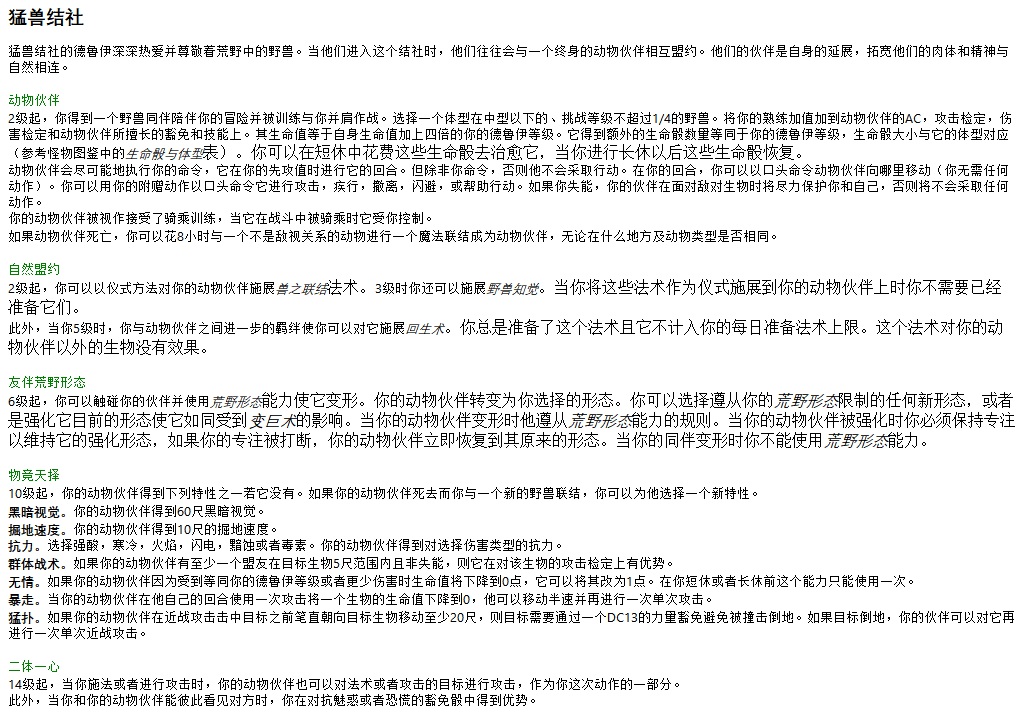 猛兽结社
猛兽结社的德鲁伊深深热爱并尊敬着荒野中的野兽。当他们进入这个结社时，他们往往会与一个终身的动物伙伴相互盟约。他们的伙伴是自身的延展，拓宽他们的肉体和精神与
自然相连。
动物伙伴
2级起，你得到一个野兽同伴陪伴你的冒险并被训练与你并肩作战。选择一个体型在中型以下的、挑战等级不超过1/4的野兽。将你的熟练加值加到动物伙伴的AC，攻击检定，伤
害检定和动物伙伴所擅长的豁免和技能上。其生命值等于自身生命值加上四倍的你的德鲁伊等级。它得到额外的生命骰数量等同于你的德鲁伊等级，生命骰大小与它的体型对应
（参考怪物图鉴中的生命骰与体型表）。你可以在短休中花费这些生命骰去治愈它，当你进行长休以后这些生命骰恢复。
动物伙伴会尽可能地执行你的命令，它在你的先攻值时进行它的回合。但除非你命令，否则他不会采取行动。在你的回合，你可以以口头命令动物伙伴向哪里移动（你无需任何
动作）。你可以用你的附赠动作以口头命令它进行攻击，疾行，撤离，闪避，或帮助行动。如果你失能，你的伙伴在面对敌对生物时将尽力保护你和自己，否则将不会采取任何
动作。
你的动物伙伴被视作接受了骑乘训练，当它在战斗中被骑乘时它受你控制。
如果动物伙伴死亡，你可以花8小时与一个不是敌视关系的动物进行一个魔法联结成为动物伙伴，无论在什么地方及动物类型是否相同。
自然盟约
2级起，你可以以仪式方法对你的动物伙伴施展兽之联结法术。3级时你还可以施展野兽知觉。当你将这些法术作为仪式施展到你的动物伙伴上时你不需要已经
准备它们。
此外，当你5级时，你与动物伙伴之间进一步的羁绊使你可以对它施展回生术。你总是准备了这个法术且它不计入你的每日准备法术上限。这个法术对你的动
物伙伴以外的生物没有效果。
友伴荒野形态
6级起，你可以触碰你的伙伴并使用荒野形态能力使它变形。你的动物伙伴转变为你选择的形态。你可以选择遵从你的荒野形态限制的任何新形态，或者
是强化它目前的形态使它如同受到变巨术的影响。当你的动物伙伴变形时他遵从荒野形态能力的规则。当你的动物伙伴被强化时你必须保持专注
以维持它的强化形态，如果你的专注被打断，你的动物伙伴立即恢复到其原来的形态。当你的同伴变形时你不能使用荒野形态能力。
物竞天择
10级起，你的动物伙伴得到下列特性之一若它没有。如果你的动物伙伴死去而你与一个新的野兽联结，你可以为他选择一个新特性。
黑暗视觉。你的动物伙伴得到60尺黑暗视觉。
掘地速度。你的动物伙伴得到10尺的掘地速度。
抗力。选择强酸，寒冷，火焰，闪电，黯蚀或者毒素。你的动物伙伴得到对选择伤害类型的抗力。
群体战术。如果你的动物伙伴有至少一个盟友在目标生物5尺范围内且非失能，则它在对该生物的攻击检定上有优势。
无情。如果你的动物伙伴因为受到等同你的德鲁伊等级或者更少伤害时生命值将下降到0点，它可以将其改为1点。在你短休或者长休前这个能力只能使用一次。
暴走。当你的动物伙伴在他自己的回合使用一次攻击将一个生物的生命值下降到0，他可以移动半速并再进行一次单次攻击。
猛扑。如果你的动物伙伴在近战攻击击中目标之前笔直朝向目标生物移动至少20尺，则目标需要通过一个DC13的力量豁免避免被撞击倒地。如果目标倒地，你的伙伴可以对它再
进行一次单次近战攻击。
二体一心
14级起，当你施法或者进行攻击时，你的动物伙伴也可以对法术或者攻击的目标进行攻击，作为你这次动作的一部分。
此外，当你和你的动物伙伴能彼此看见对方时，你在对抗魅惑或者恐慌的豁免骰中得到优势。